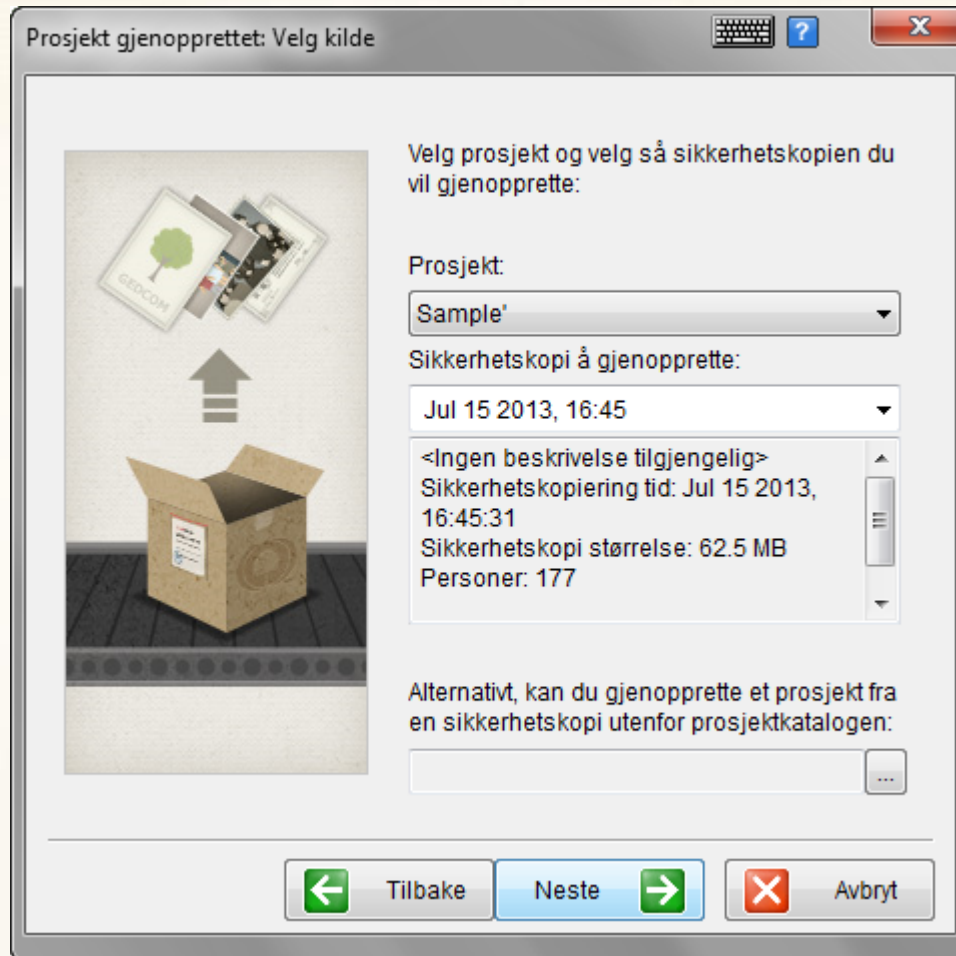 Prosjekt gjenopprettet: Velg kilde
Velg prosjekt og velg så sikkerhetskopien du
vil gjenopprette:
Prosjekt:
Sample'
Sikkerhetskopi å gjenopprette:
Jul 15 2013, 16:45
<Ingen beskrivelse tilgjengelig>
Sikkerhetskopiering tid: Jul 15 2013,
16:45:31
Sikkerhetskopi størrelse: 62.5 MB
Personer: 177
GEDCOM
Alternativt, kan du gjenopprette et prosjekt fra
en sikkerhetskopi utenfor prosjektkatalogen:
...
Tilbake
Neste
Avbryt